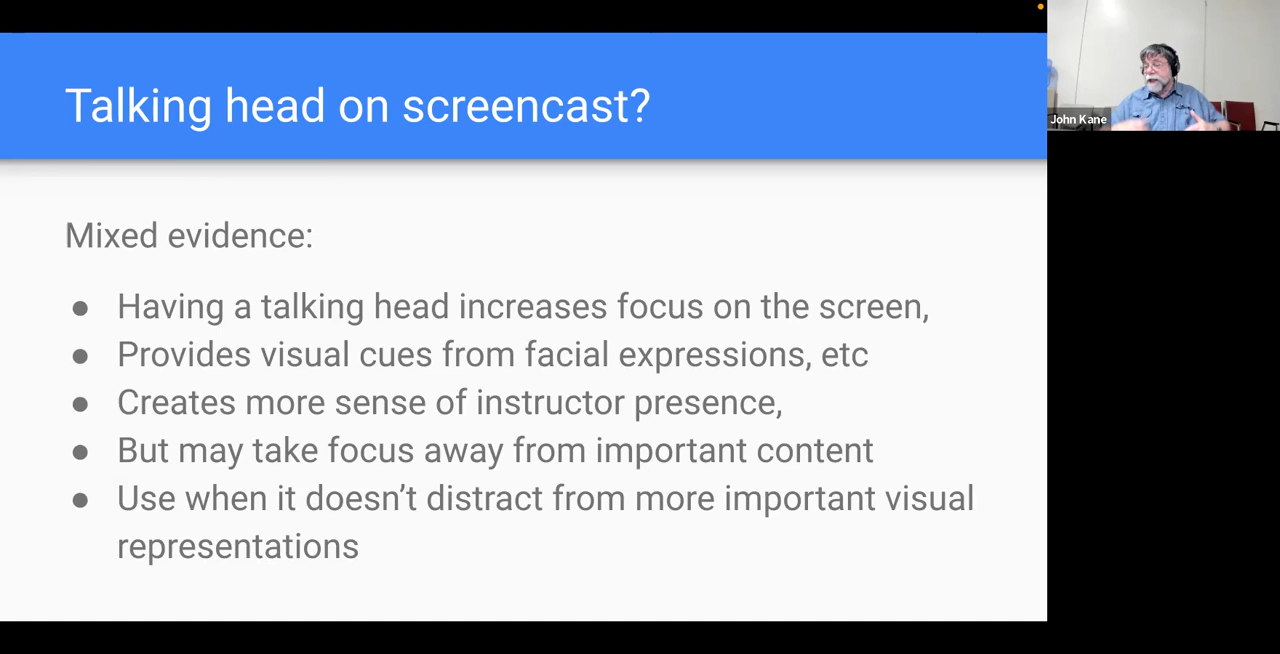 Talking head on screencast?
John Kane
Mixed evidence:
● Having a talking head increases focus on the screen,
● Provides visual cues from facial expressions, etc
● Creates more sense of instructor presence,
● But may take focus away from important content
● Use when it doesn’t distract from more important visual
representations